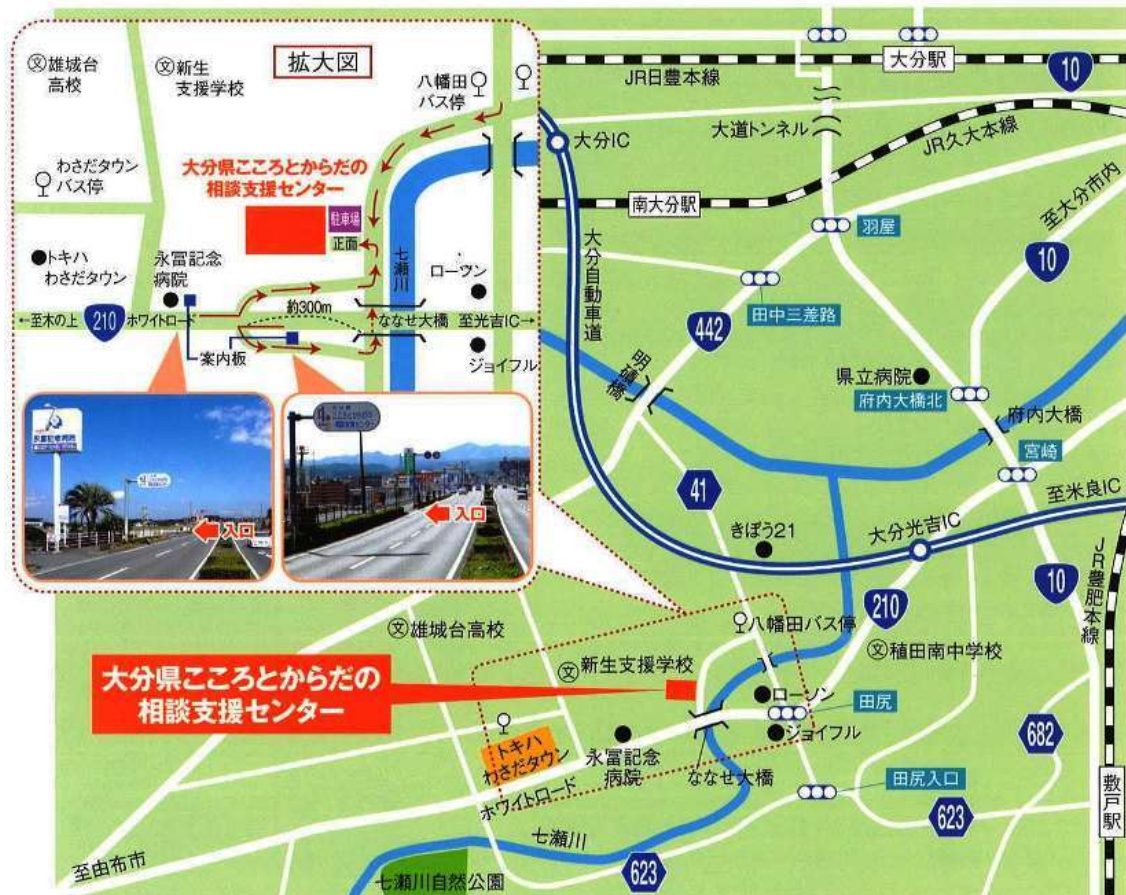 拡大図
㊛雄城台
高校
㊛新生
支援学校
八幡田
バス停
わさだタウン
バス停
大分県こころとからだの
相談支援センター
駐車場
正面
七瀬川
トキハ
わさだタウン
永冨記念
病院
ローソン
約300m
←至木の上
210
ホワイトロード
ななせ大橋
至光吉IC→
案内板
ジョイフル
入口
入口
大分駅
10
JR日豊本線
大道トンネル
JR久大本線
大分IC
南大分駅
羽屋
至大分市内
10
大分自動車道
田中三差路
442
明磧橋
県立病院
府内大橋北
府内大橋
宮崎
41
至米良IC
きぼう21
大分光吉IC
210
10
JR豊肥本線
文雄城台高校
八幡田バス停
文新生支援学校
文稙田南中学校
大分県こころとからだの
相談支援センター
ローソン
田尻
ジョイフル
トキハ
わさだタウン
永冨記念
病院
ななせ大橋
682
田尻入口
ホワイトロード
敷戸駅
623
七瀬川
623
至由布市
七瀬川自然公園